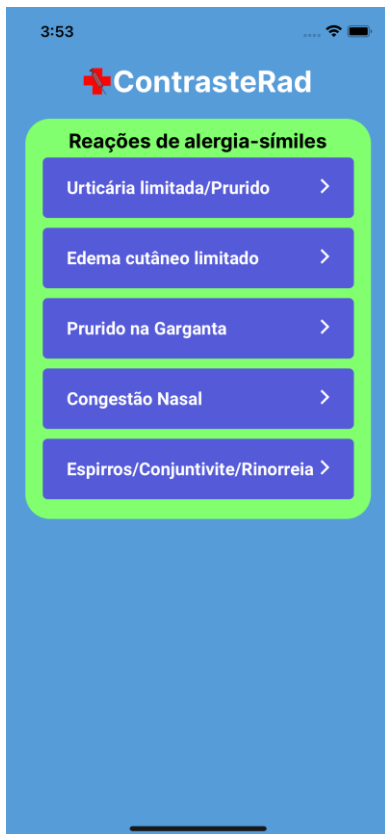 3:53
ContrasteRad
Reações de alergia-símiles
Urticária limitada/Prurido
Edema cutâneo limitado
Prurido na Garganta
Congestão Nasal
Espirros/Conjuntivite/Rinorreia